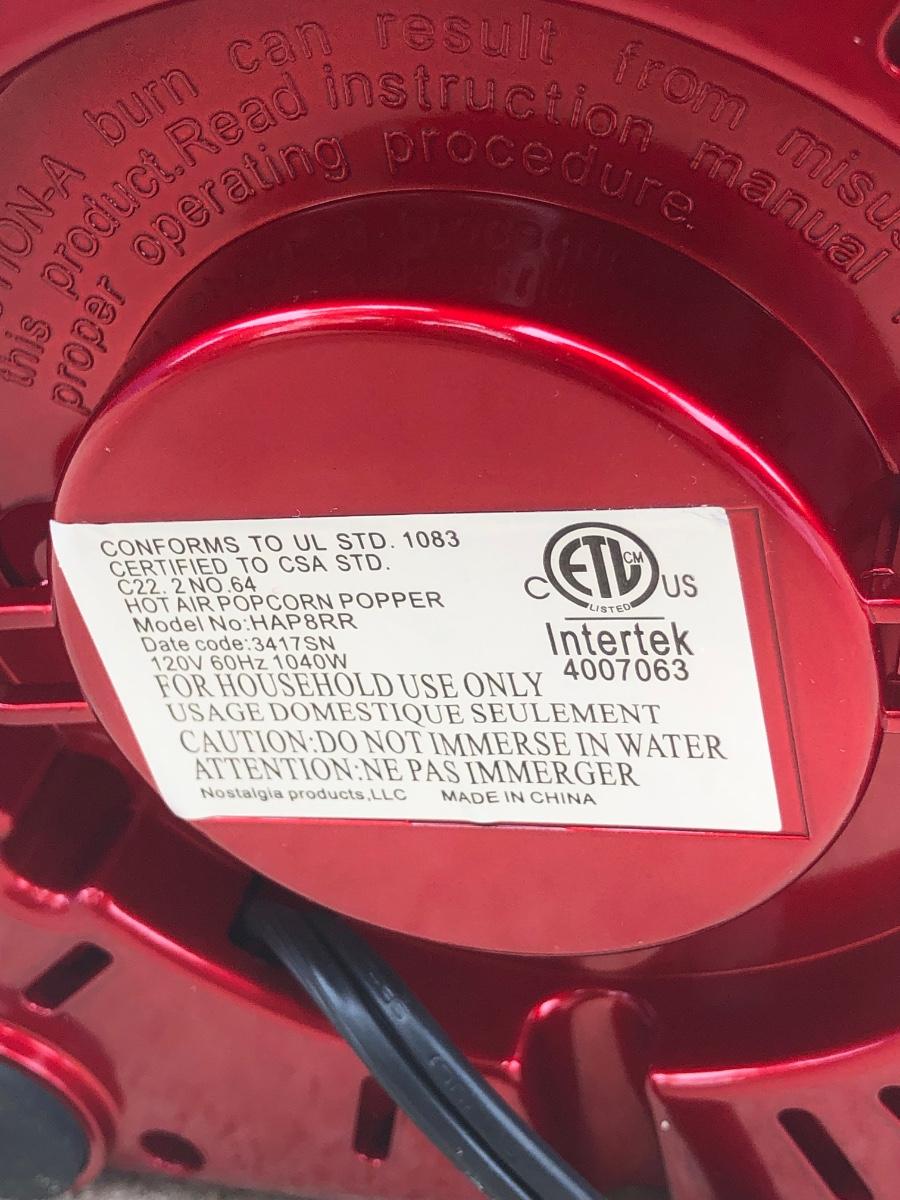 TION-A burn can result from misu
this product.Read instruction manual
proper operating procedure.
CONFORMS TO UL STD. 1083
CERTIFIED TO CSA STD.
C22. 2 NO.64
HOT AIR POPCORN POPPER
Model No:HAP8RR
Date code:3417SN
120V 60Hz 1040W
C ETL CM US
LISTED
Intertek
4007063
FOR HOUSEHOLD USE ONLY
USAGE DOMESTIQUE SEULEMENT
CAUTION:DO NOT IMMERSE IN WATER
ATTENTION:NE PAS IMMERGER
Nostalgia products,LLC MADE IN CHINA